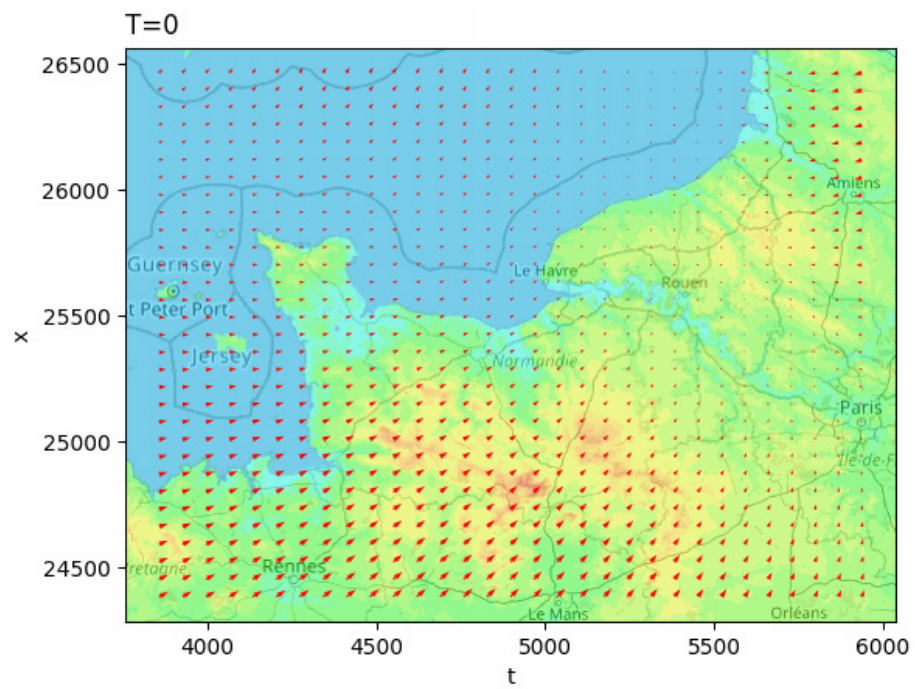 T=0
26500
26000
25500
25000
24500
x
Amiens
Guernsey
t Peter Port
Jersey
Le Havre
Rouen
Normandie
Paris
Île-de-F
retagne
Rennes
Le Mans
Orléans
4000 4500 5000 5500 6000
t